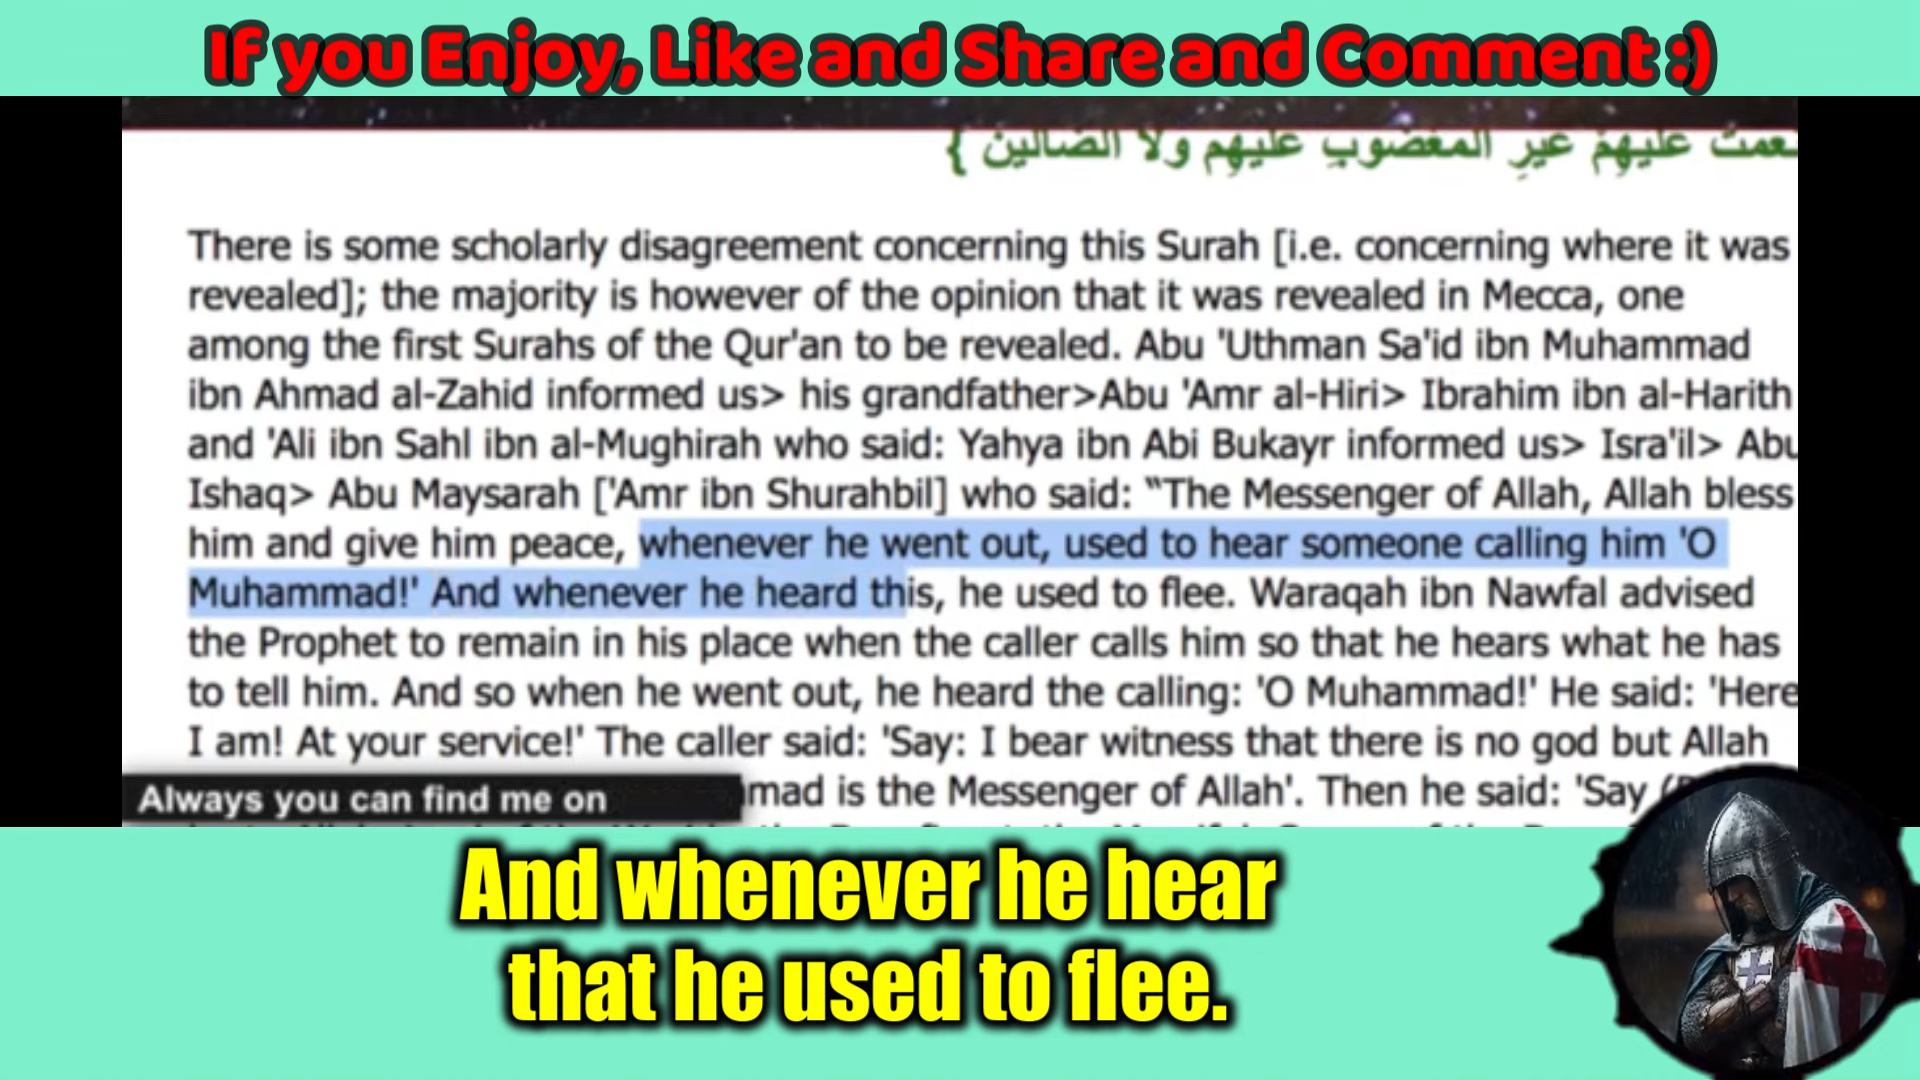 If you Enjoy, Like and Share and Comment :)
عليهم غير المغضوب عليهم ولا الضالين }
There is some scholarly disagreement concerning this Surah [i.e. concerning where it was
revealed]; the majority is however of the opinion that it was revealed in Mecca, one
among the first Surahs of the Qur'an to be revealed. Abu 'Uthman Sa'id ibn Muhammad
ibn Ahmad al-Zahid informed us> his grandfather>Abu 'Amr al-Hiri> Ibrahim ibn al-Harith
and 'Ali ibn Sahl ibn al-Mughirah who said: Yahya ibn Abi Bukayr informed us> Isra'il> Abu
Ishaq> Abu Maysarah ['Amr ibn Shurahbil] who said: “The Messenger of Allah, Allah bless
him and give him peace, whenever he went out, used to hear someone calling him 'O
Muhammad!' And whenever he heard this, he used to flee. Waraqah ibn Nawfal advised
the Prophet to remain in his place when the caller calls him so that he hears what he has
to tell him. And so when he went out, he heard the calling: 'O Muhammad!' He said: 'Here
I am! At your service!' The caller said: 'Say: I bear witness that there is no god but Allah
is the Messenger of Allah'. Then he said: 'Say
Always you can find me on
And whenever he hear
that he used to flee.